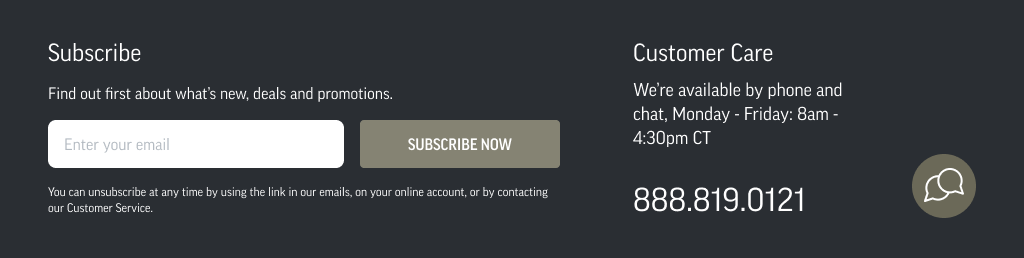 Subscribe
Find out first about what's new, deals and promotions.
Enter your email
SUBSCRIBE NOW
You can unsubscribe at any time by using the link in our emails, on your online account, or by contacting
our Customer Service.
Customer Care
We're available by phone and
chat, Monday - Friday: 8am -
4:30pm CT
888.819.0121